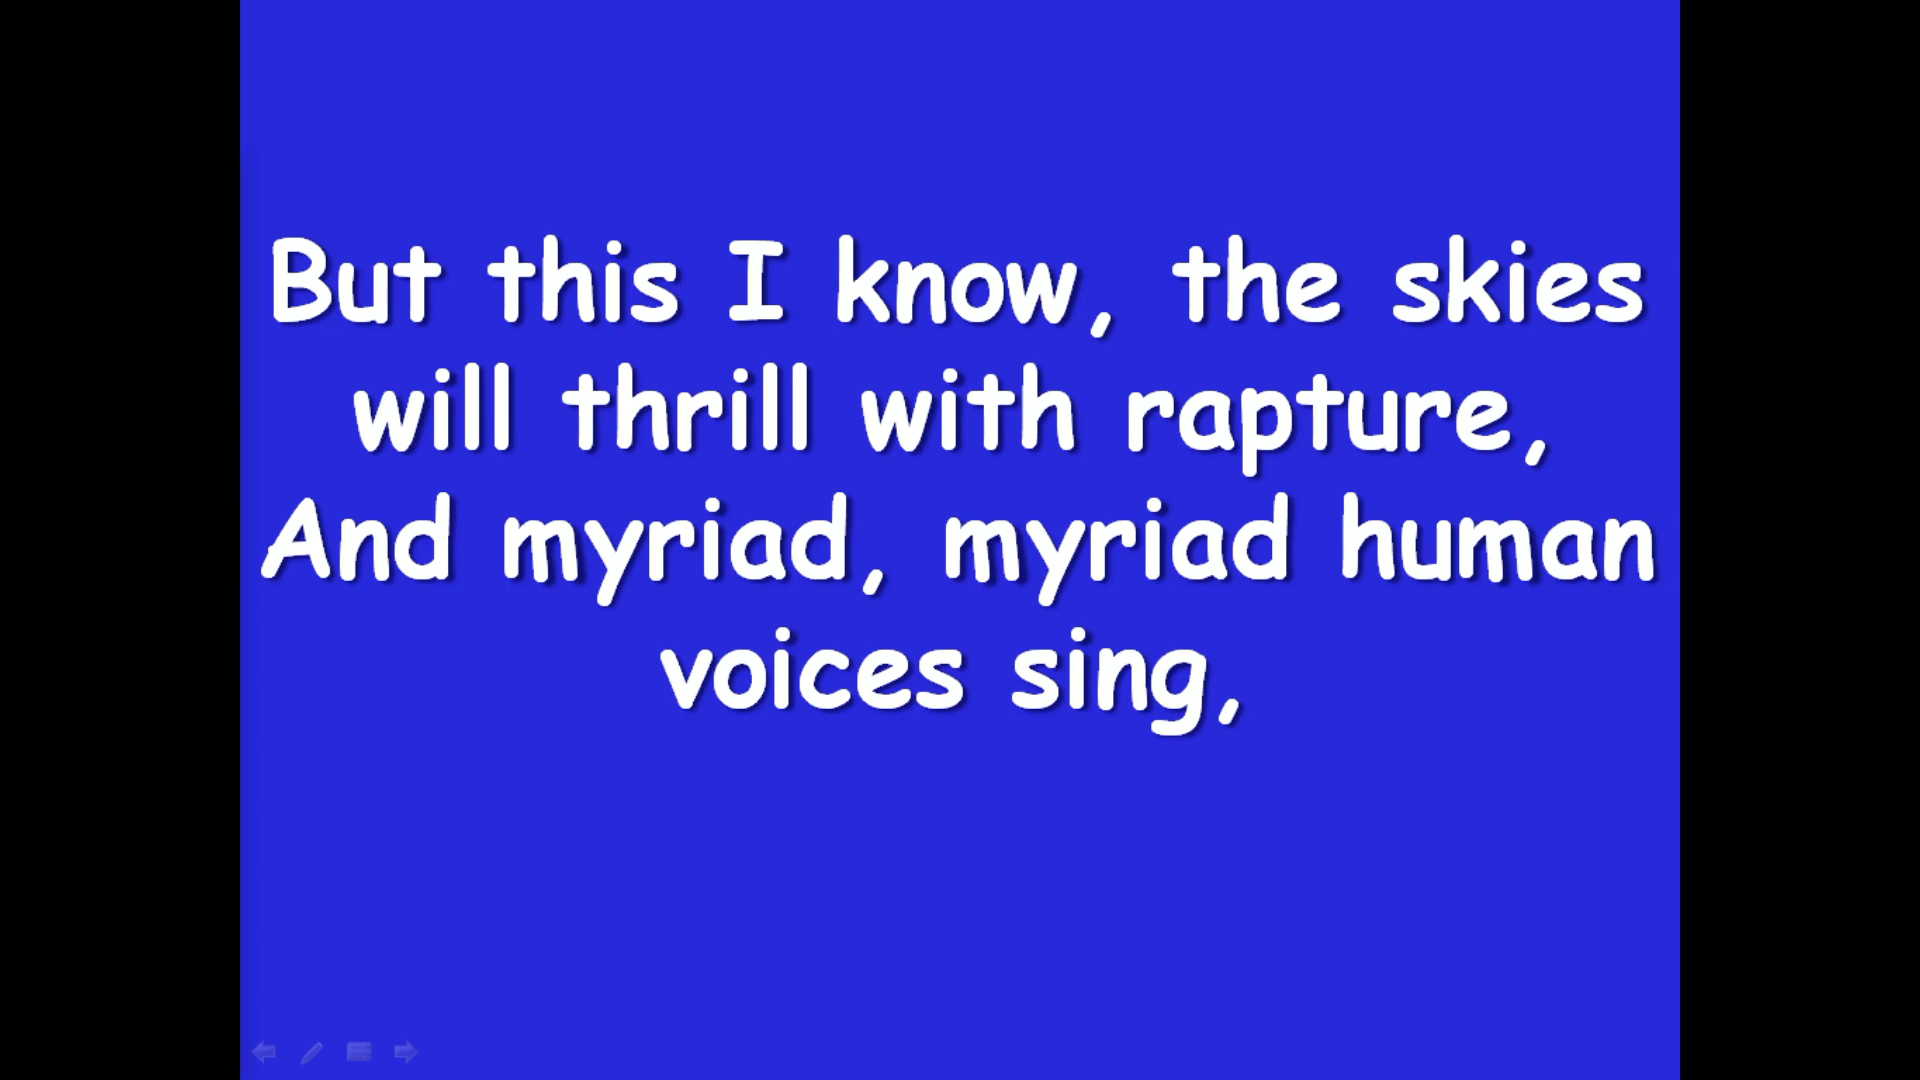 But this I know, the skies
will thrill with rapture,
And myriad, myriad human
voices sing,